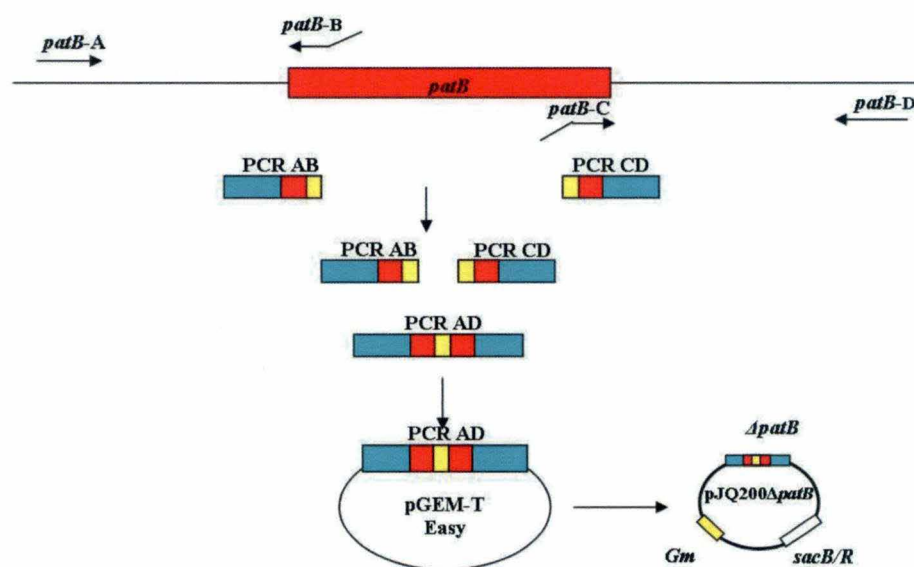 patB-A
patB-B
patB
patB-C
patB-D
PCR AB
PCR CD
PCR AB
PCR CD
PCR AD
PCR AD
pGEM-T
Easy
ΔpatB
pJQ200ΔpatB
Gm
sacB/R